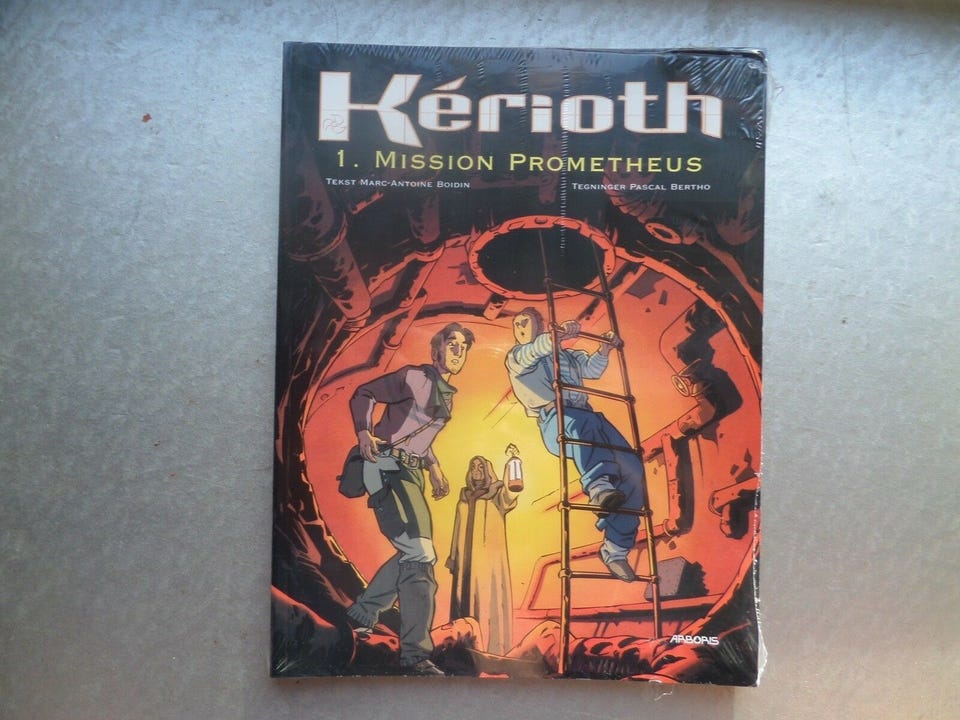 Kérioth
1. Mission Prometheus
Tekst Marc-Antoine Boidin Tegninger Pascal Bertho
ARBORIS